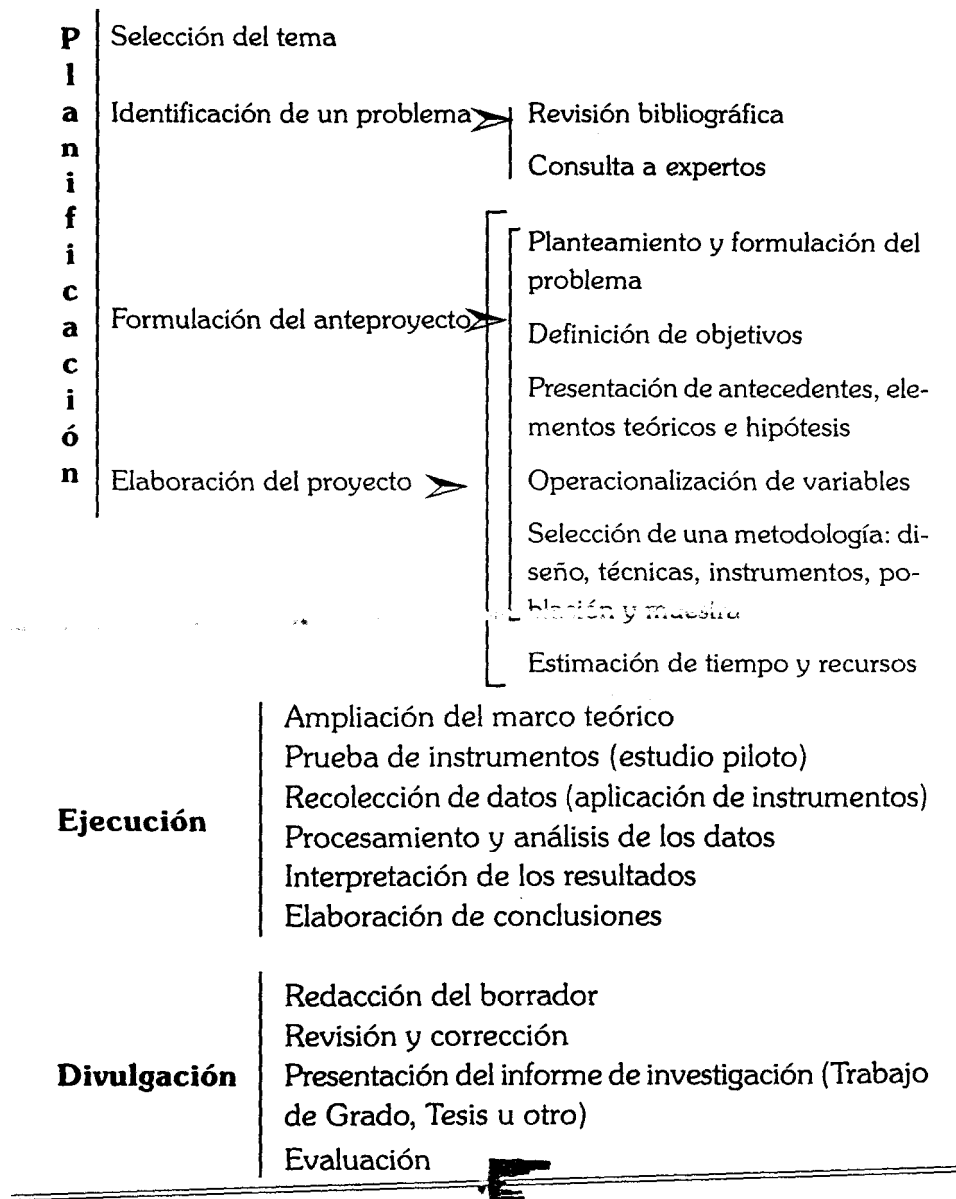 Planificación
Selección del tema
Identificación de un problema
Revisión bibliográfica
Consulta a expertos
Formulación del anteproyecto
Planteamiento y formulación del
problema
Definición de objetivos
Presentación de antecedentes, ele-
mentos teóricos e hipótesis
Operacionalización de variables
Selección de una metodología: di-
seño, técnicas, instrumentos, po-
blación y muestra
Elaboración del proyecto
Estimación de tiempo y recursos
Ejecución
Ampliación del marco teórico
Prueba de instrumentos (estudio piloto)
Recolección de datos (aplicación de instrumentos)
Procesamiento y análisis de los datos
Interpretación de los resultados
Elaboración de conclusiones
Divulgación
Redacción del borrador
Revisión y corrección
Presentación del informe de investigación (Trabajo
de Grado, Tesis u otro)
Evaluación